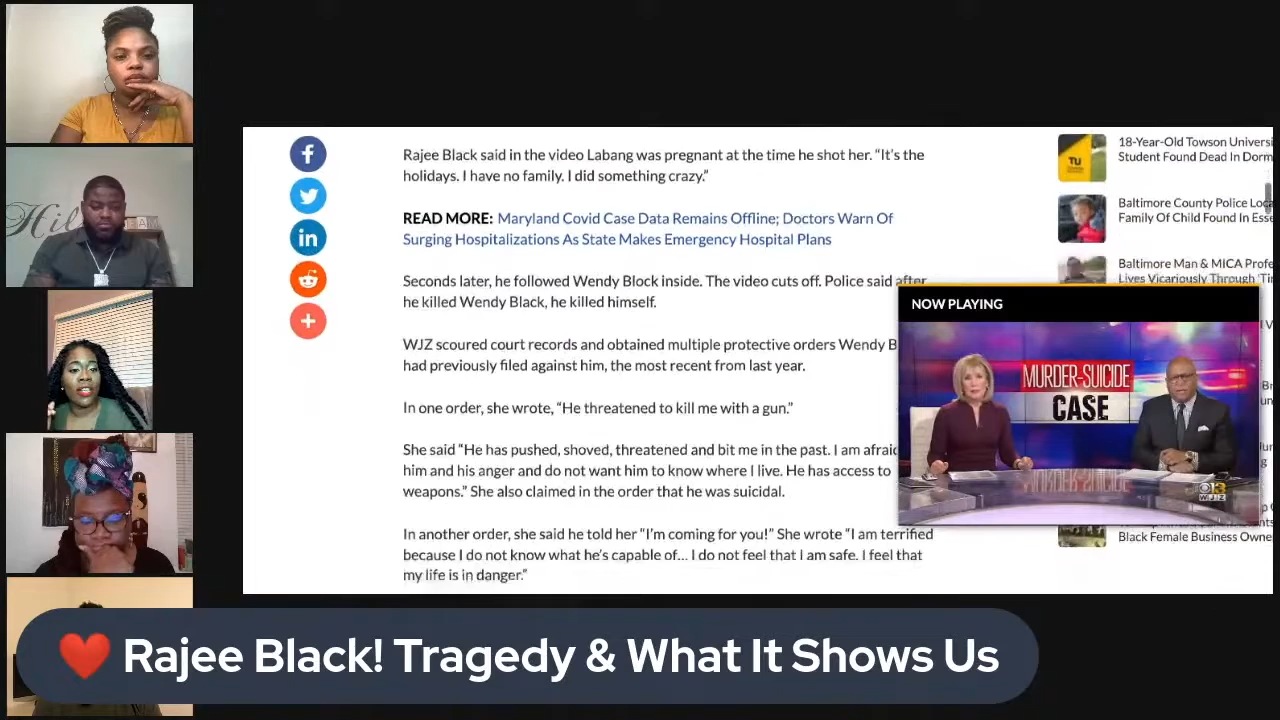 Rajee Black said in the video Labang was pregnant at the time he shot her. “It’s the
holidays. I have no family. I did something crazy.”
READ MORE: Maryland Covid Case Data Remains Offline; Doctors Warn Of
Surging Hospitalizations As State Makes Emergency Hospital Plans
Seconds later, he followed Wendy Block inside. The video cuts off. Police said after
he killed Wendy Black, he killed himself.
WJZ scoured court records and obtained multiple protective orders Wendy B
had previously filed against him, the most recent from last year.
In one order, she wrote, “He threatened to kill me with a gun.”
She said “He has pushed, shoved, threatened and bit me in the past. I am afraid
him and his anger and do not want him to know where I live. He has access to
weapons.” She also claimed in the order that he was suicidal.
In another order, she said he told her “I’m coming for you!” She wrote “I am terrified
because I do not know what he’s capable of… I do not feel that I am safe. I feel that
my life is in danger.”
18-Year-Old Towson Universi
Student Found Dead In Dorm
TU
Baltimore County Police Loca
Family Of Child Found In Esse
Baltimore Man & MICA Profe
Lives Vicariously Through ‘Tin
Black Female Business Owne
NOW PLAYING
MURDER-SUICIDE
CASE
13
WJZ
Hil
❤️ Rajee Black! Tragedy & What It Shows Us